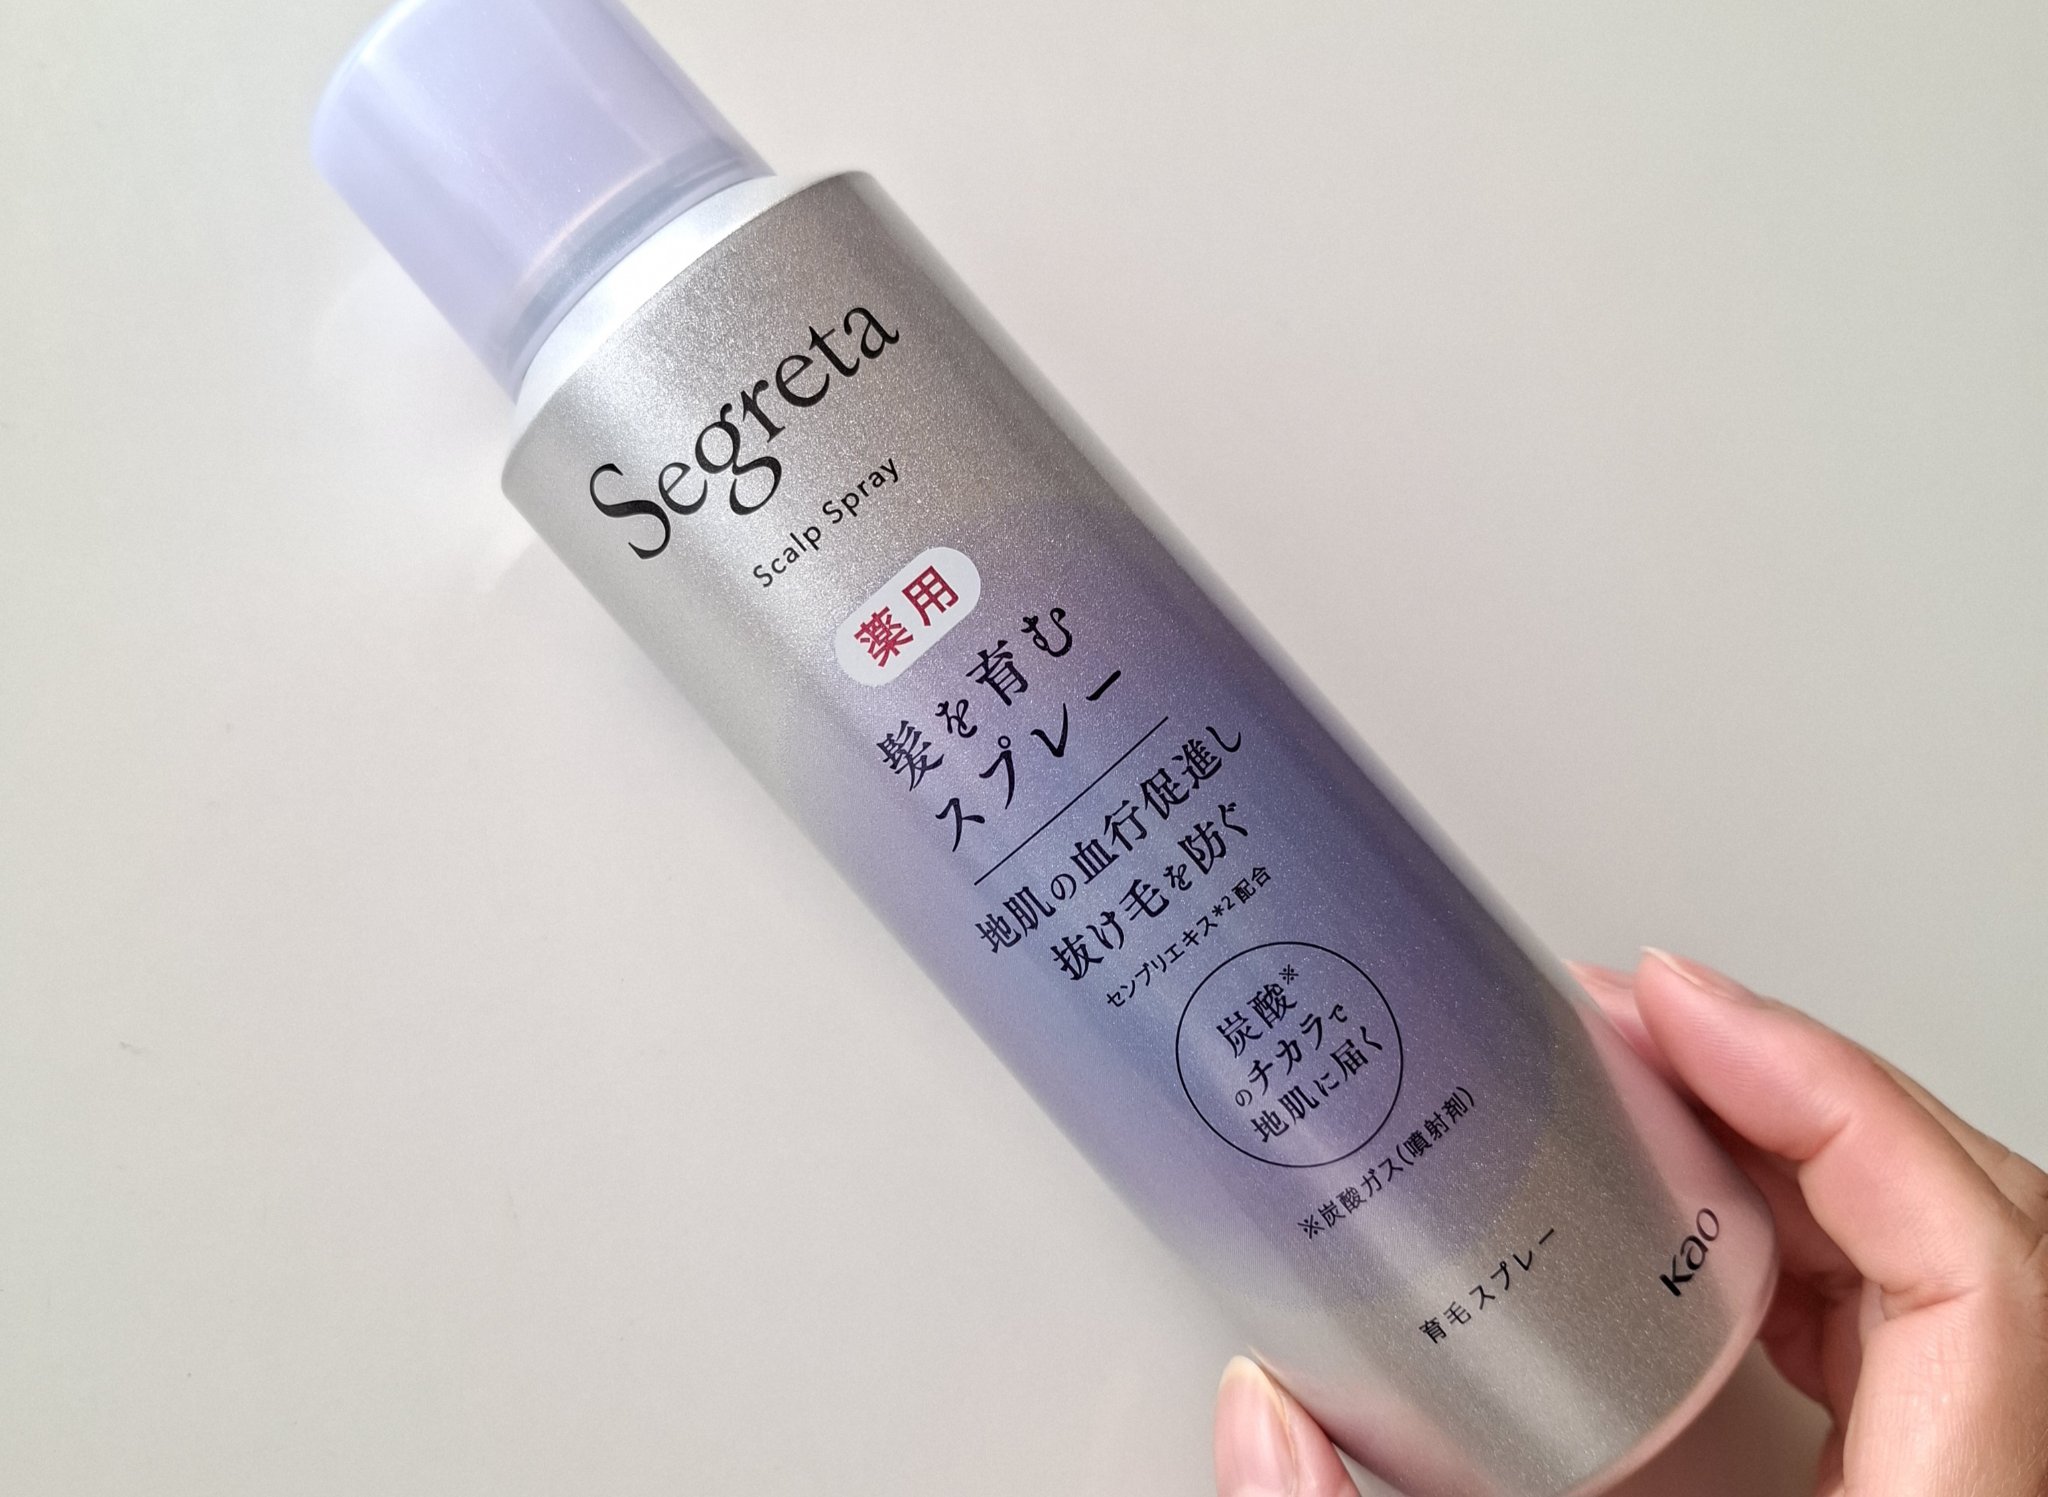 Segreta
Scalp Spray
薬用
髪を育む
スプレー
地肌の血行促進し
抜け毛を防ぐ
センブリエキス*2配合
炭酸※
のチカラで
地肌に届く
※炭酸ガス(噴射剤)
育毛スプレー
Kao